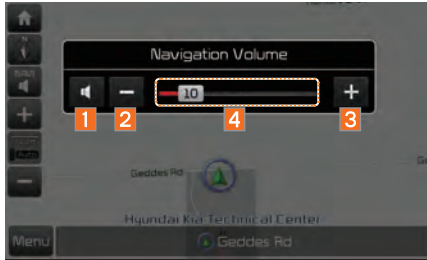 Navigation Volume
10
1
2
4
3
Geddes Rd
Hyundai Kia Technical Center
Menu
Geddes Rd